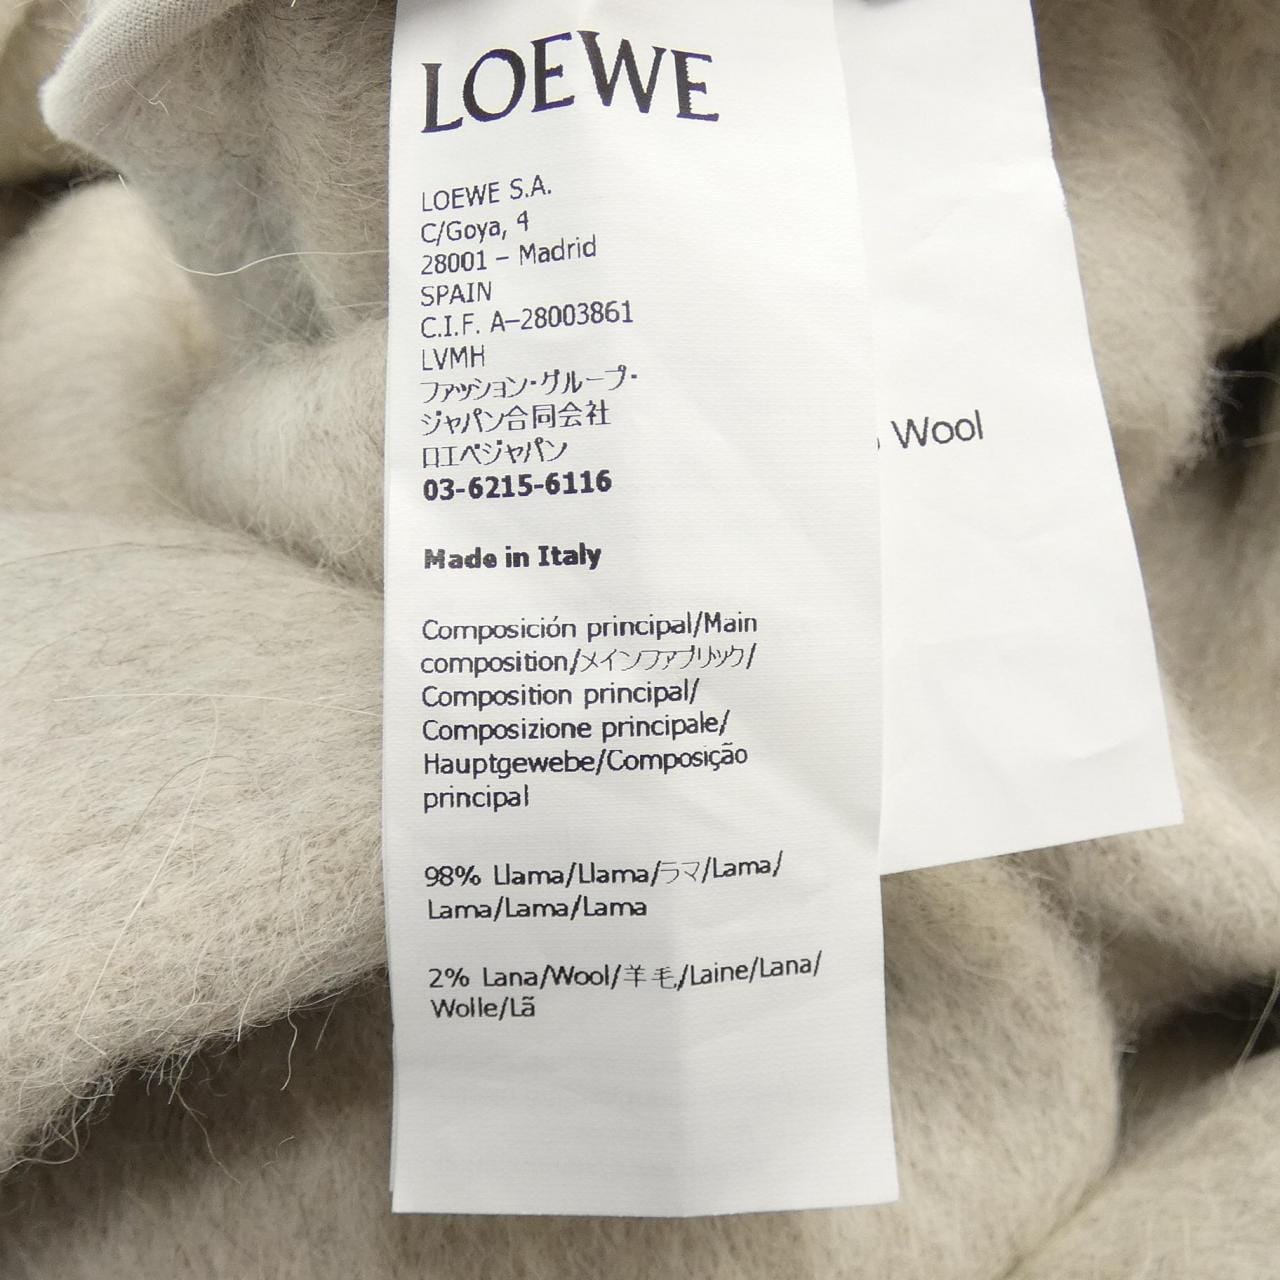 LOEWE
LOEWE S.A.
C/Goya, 4
28001 – Madrid
SPAIN
C.I.F. A–28003861
LVMH
ファッション・グループ・
ジャパン合同会社
ロエベジャパン
03-6215-6116
Made in Italy
Composición principal/Main
composition/メインファブリック/
Composition principal/
Composizione principale/
Hauptgewebe/Composição
principal
98% Llama/Llama/ラマ/Lama/
Lama/Lama/Lama
2% Lana/Wool/羊毛/Laine/Lana/
Wolle/Lã
Wool